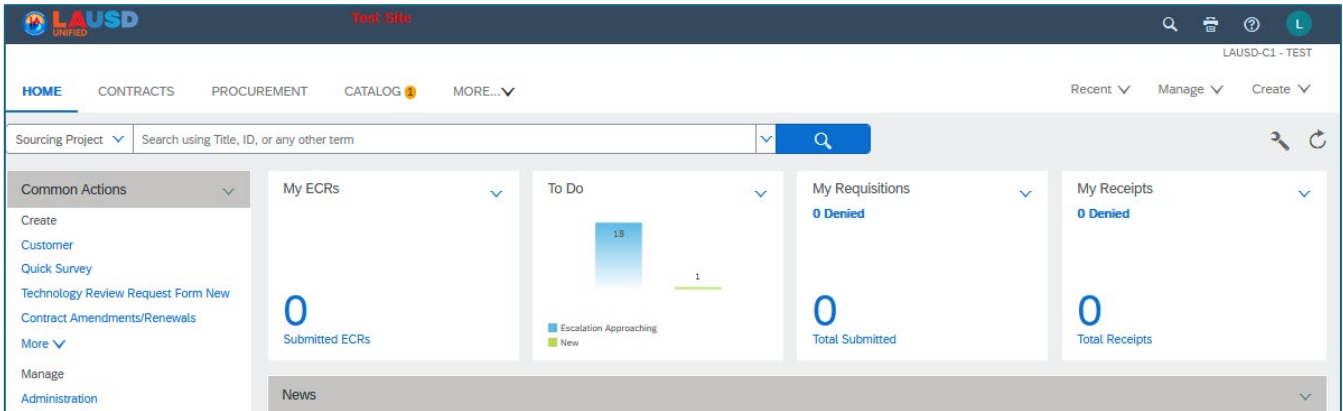 LAUSD
UNIFIED
Test Site
L
LAUSD-C1 - TEST
HOME CONTRACTS PROCUREMENT CATALOG 1 MORE...
Recent Manage Create
Sourcing Project Search using Title, ID, or any other term
Common Actions
Create
Customer
Quick Survey
Technology Review Request Form New
Contract Amendments/Renewals
More
Manage
Administration
My ECRs
0
Submitted ECRs
To Do
18
1
Escalation Approaching
New
My Requisitions
0 Denied
0
Total Submitted
My Receipts
0 Denied
0
Total Receipts
News